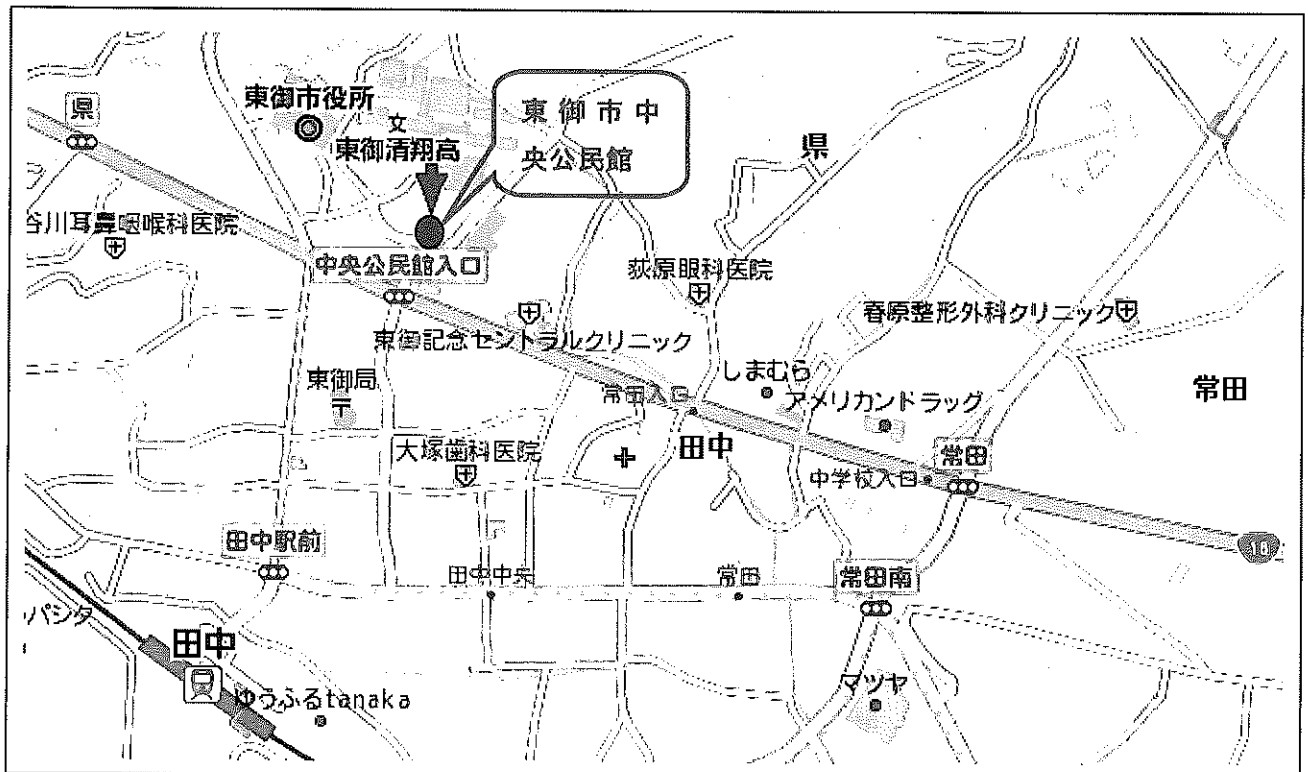 東御市役所
県
文
東御清翔高
東御市中
央公民館
県
谷川耳鼻咽喉科医院
中央公民館入口
荻原眼科医院
春原整形外科クリニック
東御記念セントラルクリニック
しまむら
東御局
〒
常田入口
アメリカンドラッグ
常田
大塚歯科医院
田中
常田
中学校入口
18
田中駅前
田中中央
常田
常田南
パシタ
田中
ゆうふるtanaka
マツヤ